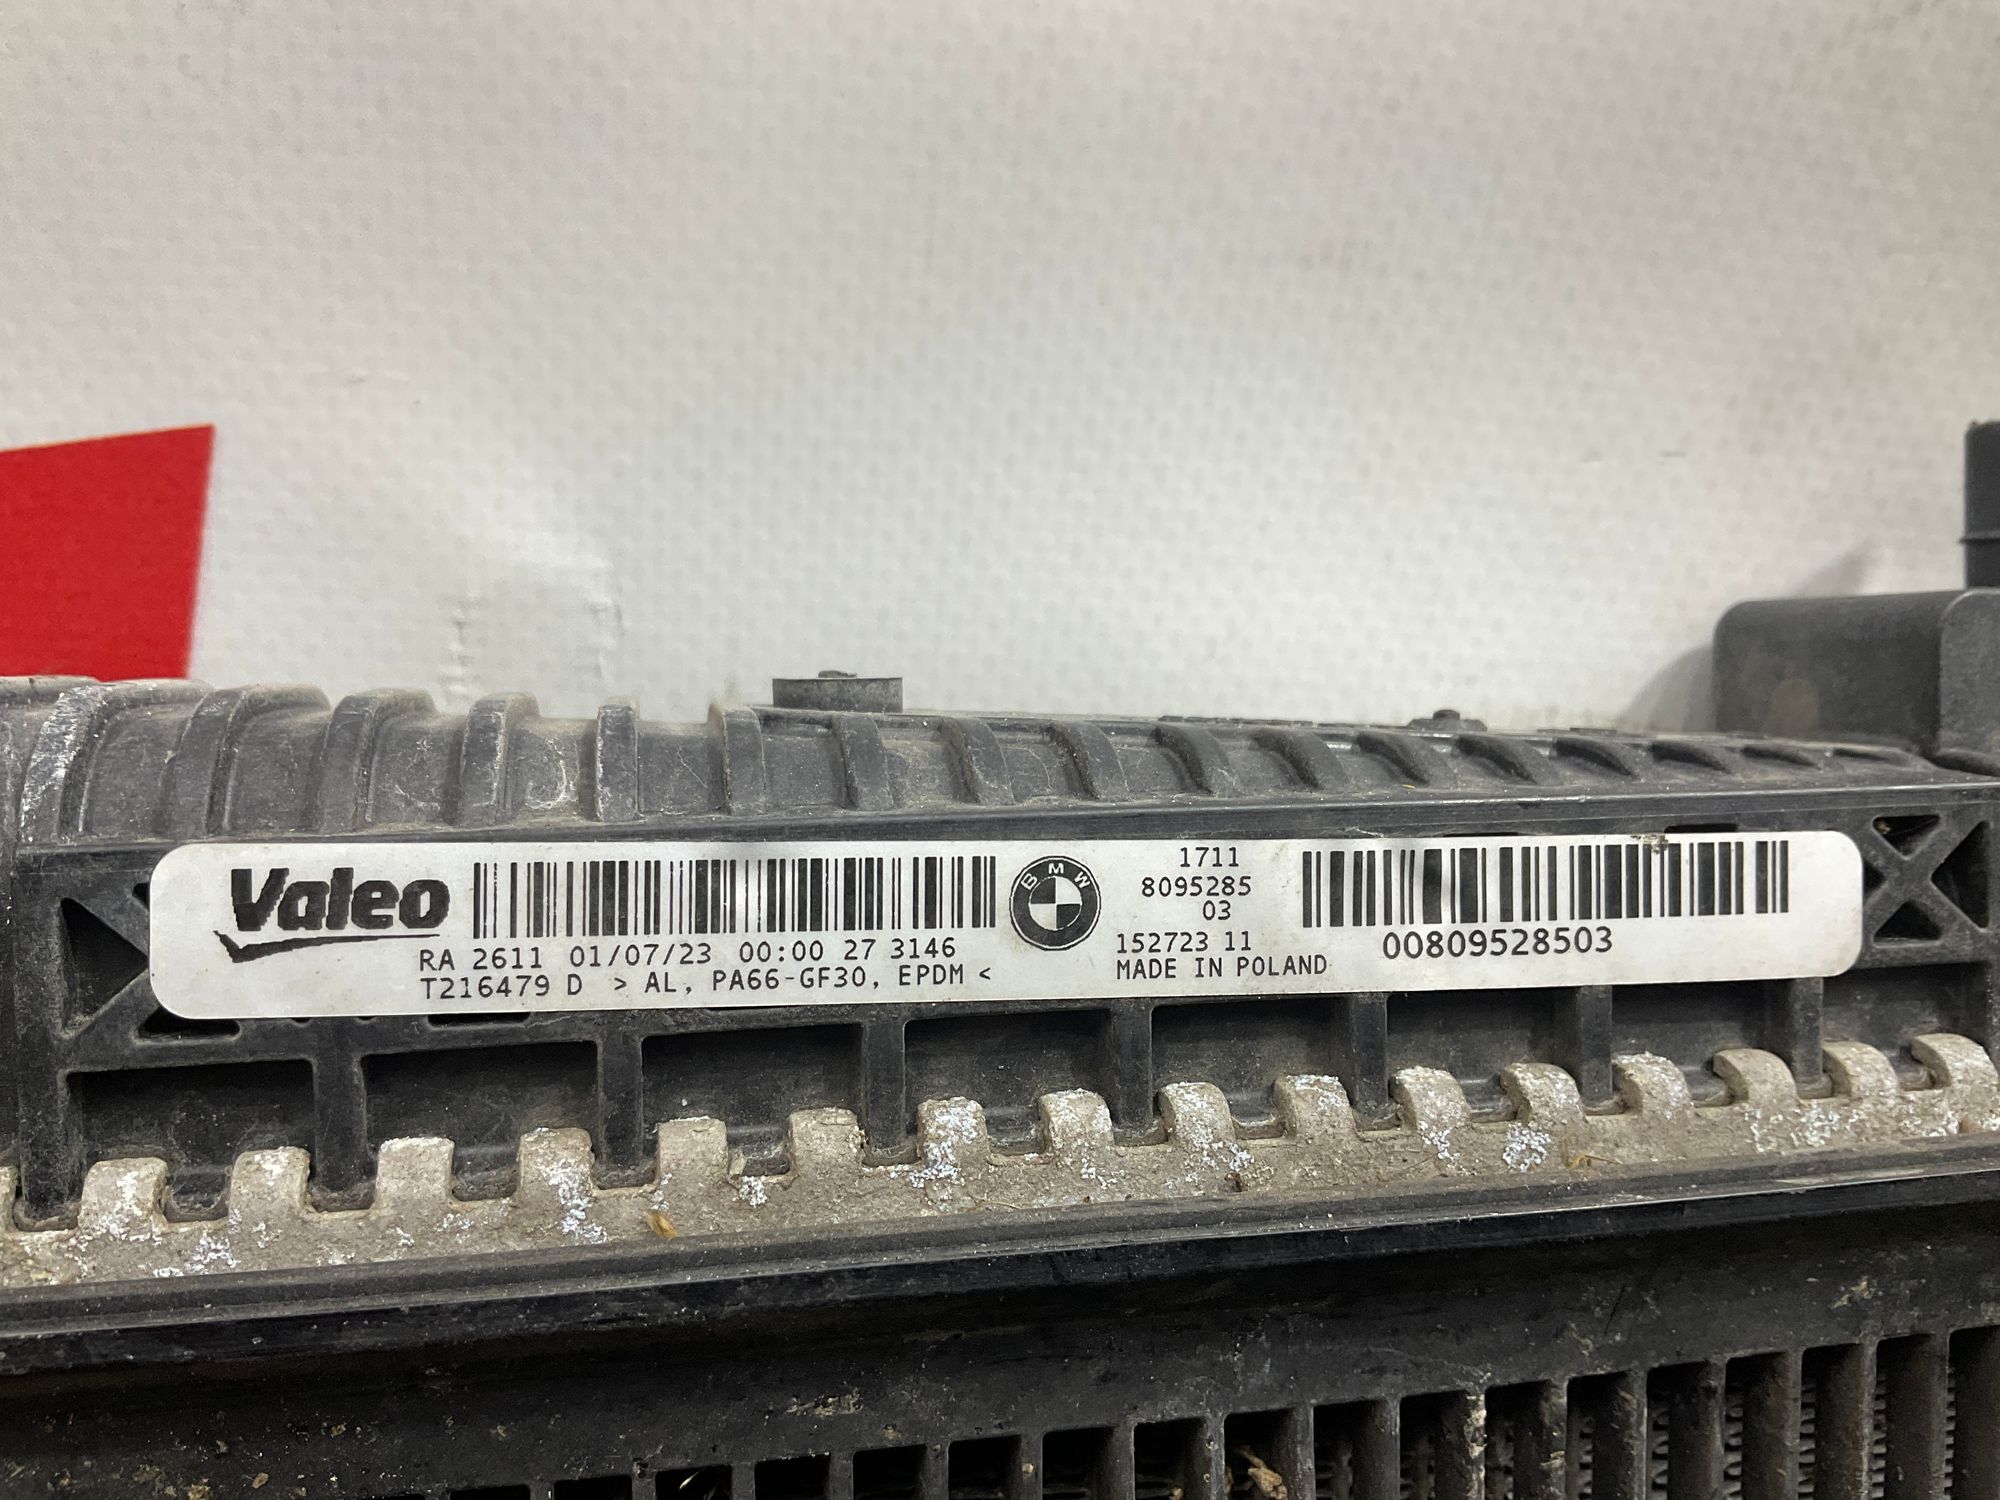 Valeo
RA 2611 01/07/23 00:00 27 3146
T216479 D > AL, PA66-GF30, EPDM <
BMW
1711
8095285
03
152723 11
MADE IN POLAND
00809528503